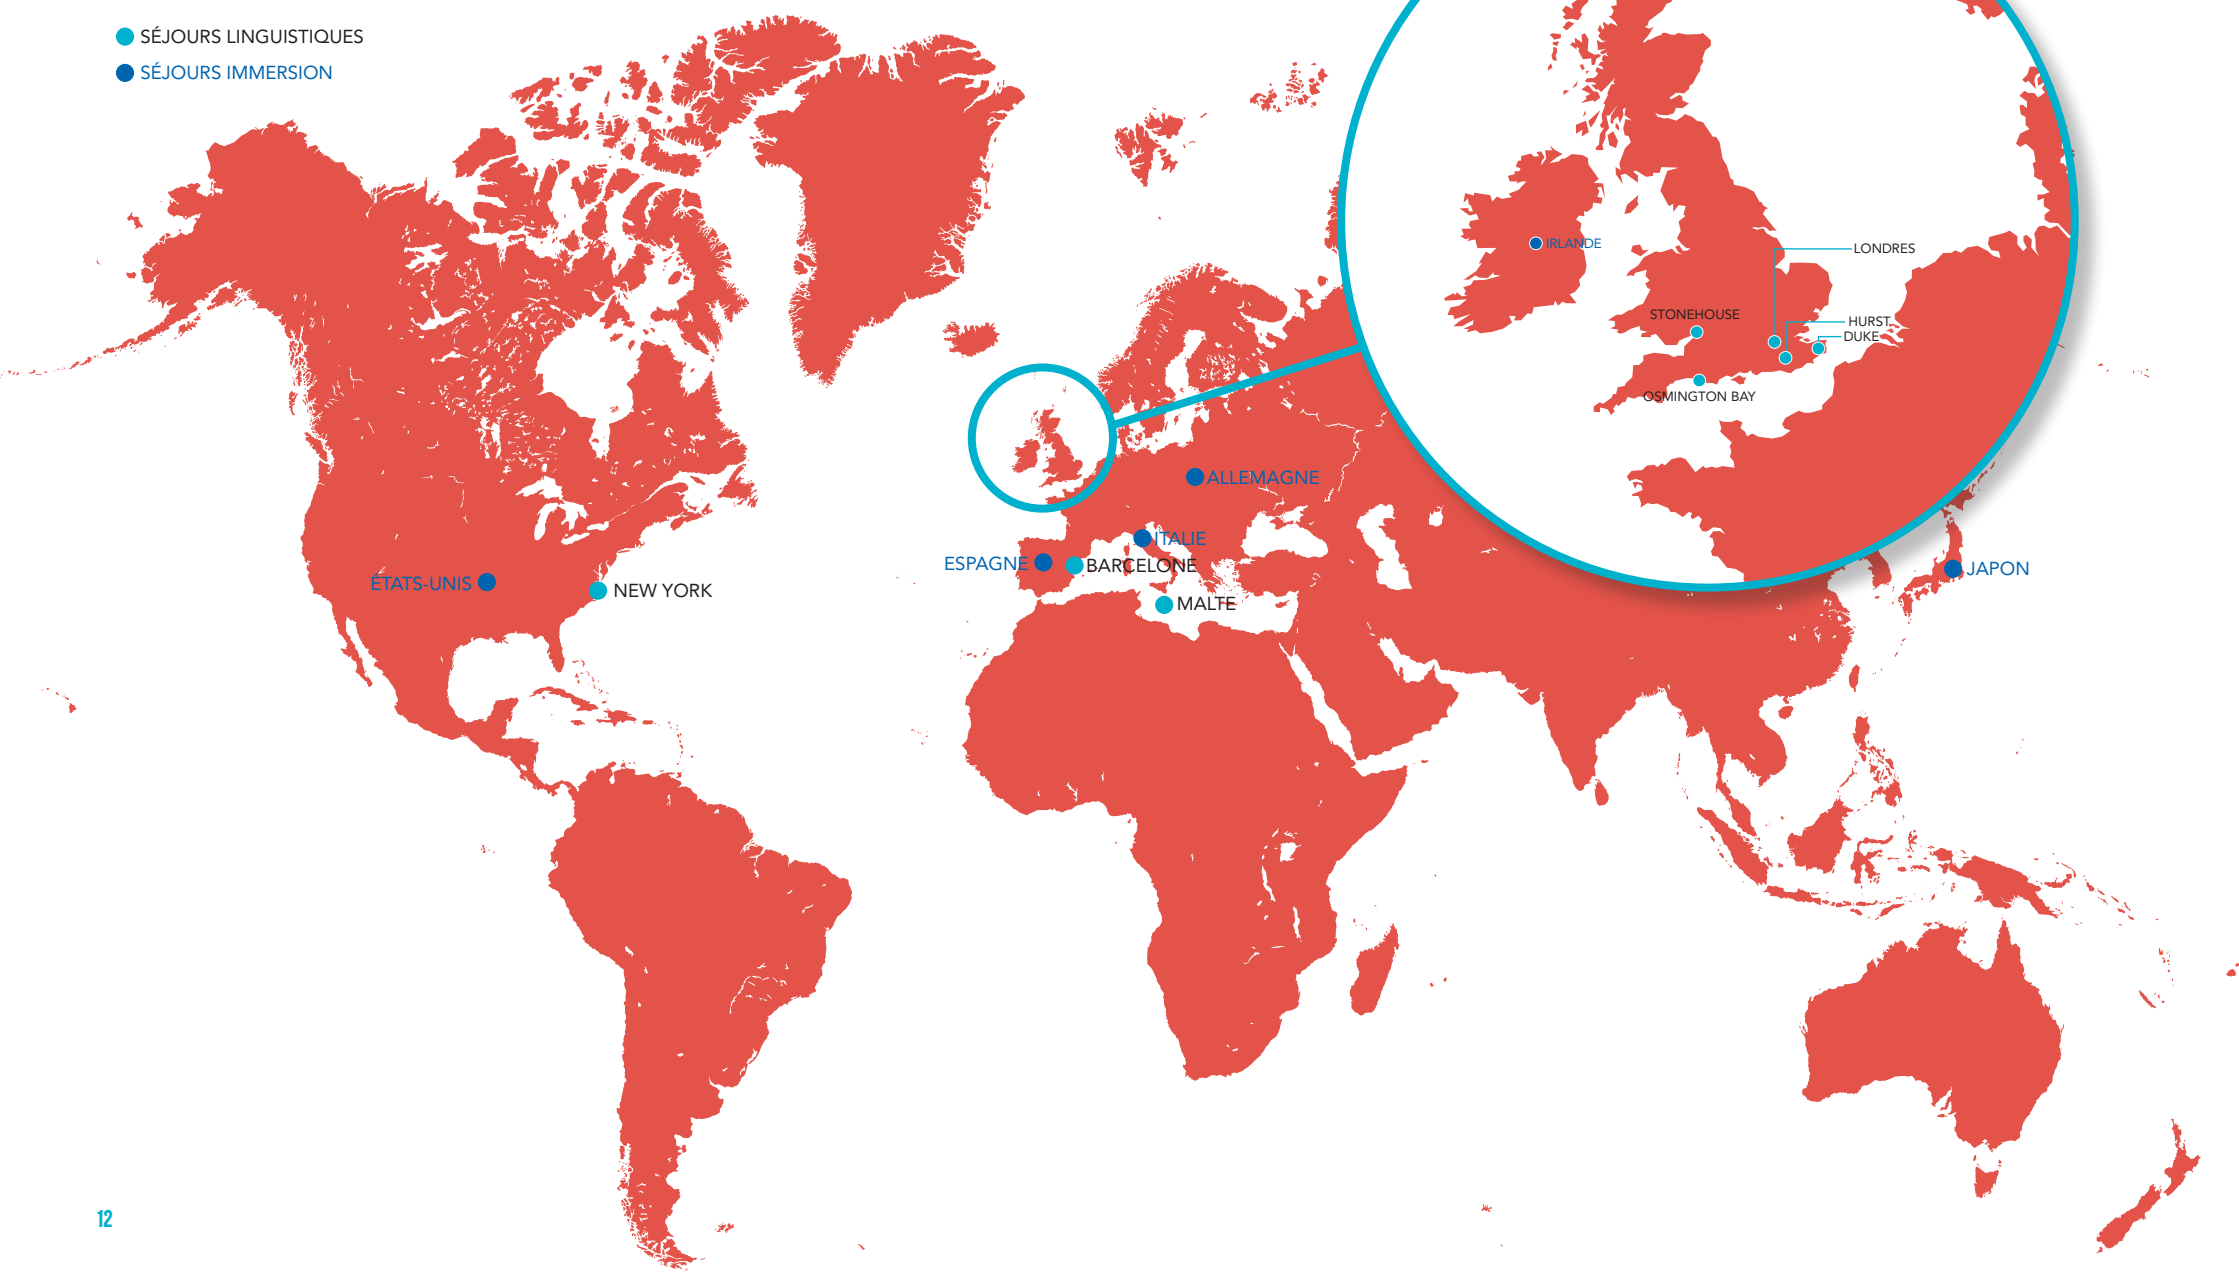 SÉJOURS LINGUISTIQUES
SÉJOURS IMMERSION
IRLANDE
LONDRES
STONEHOUSE
HURST
DUKE
OSMINGTON BAY
ALLEMAGNE
ITALIE
ESPAGNE
BARCELONE
JAPON
ÉTATS-UNIS
NEW YORK
MALTE
12